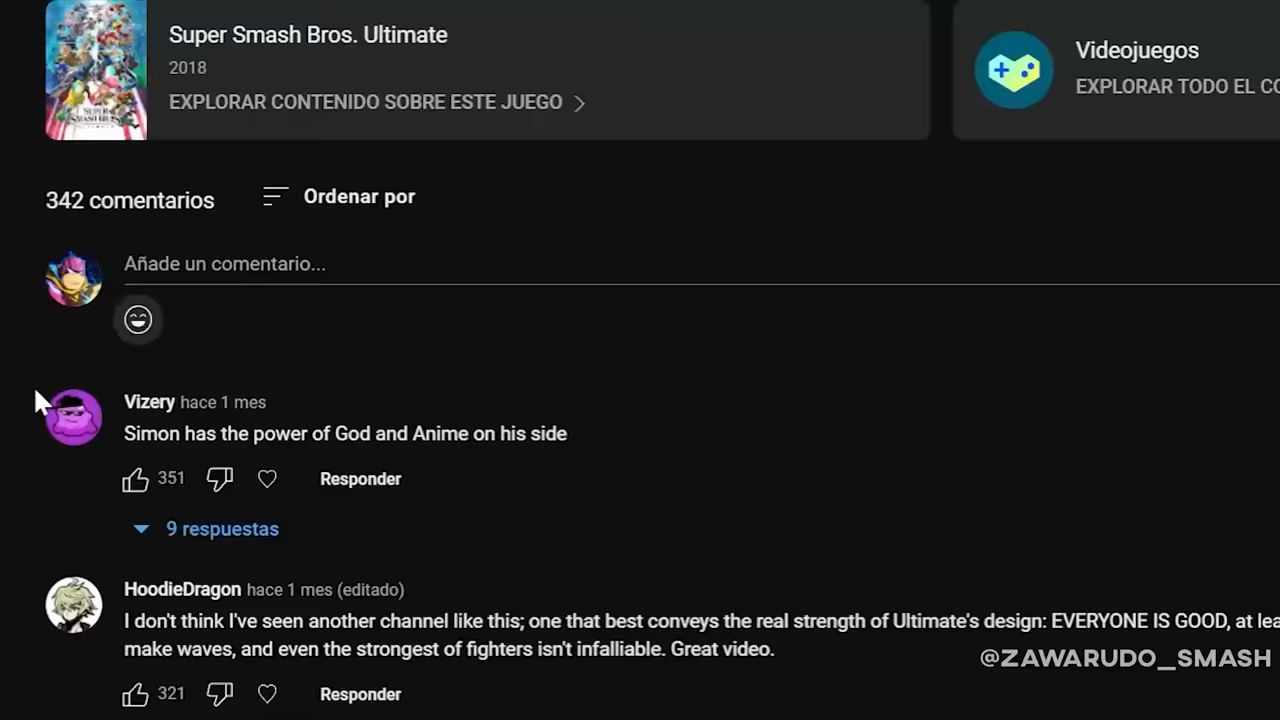 Super Smash Bros. Ultimate
2018
EXPLORAR CONTENIDO SOBRE ESTE JUEGO
Videojuegos
EXPLORAR TODO EL CO
342 comentarios
Ordenar por
Añade un comentario...
Vizery hace 1 mes
Simon has the power of God and Anime on his side
351
Responder
9 respuestas
HoodieDragon hace 1 mes (editado)
I don't think I've seen another channel like this; one that best conveys the real strength of Ultimate's design: EVERYONE IS GOOD, at lea
make waves, and even the strongest of fighters isn't infalliable. Great video.
@ZAWARUDO_SMASH
321
Responder